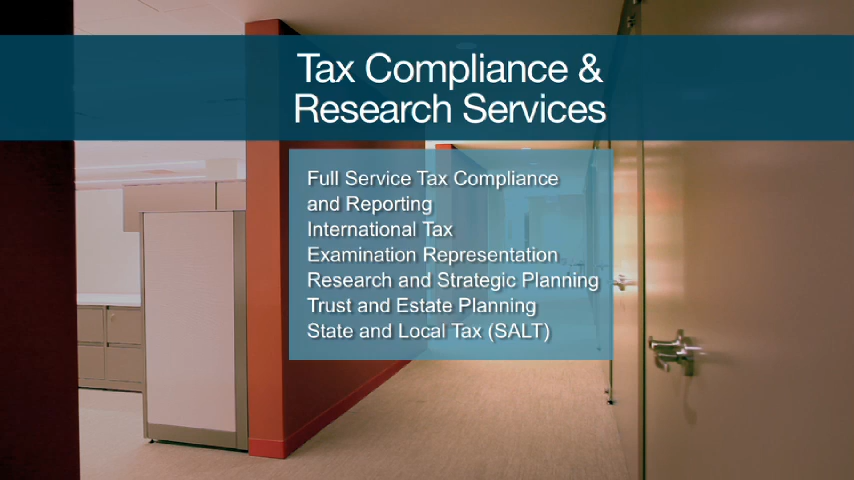 Tax Compliance &
Research Services
Full Service Tax Compliance
and Reporting
International Tax
Examination Representation
Research and Strategic Planning
Trust and Estate Planning
State and Local Tax (SALT)